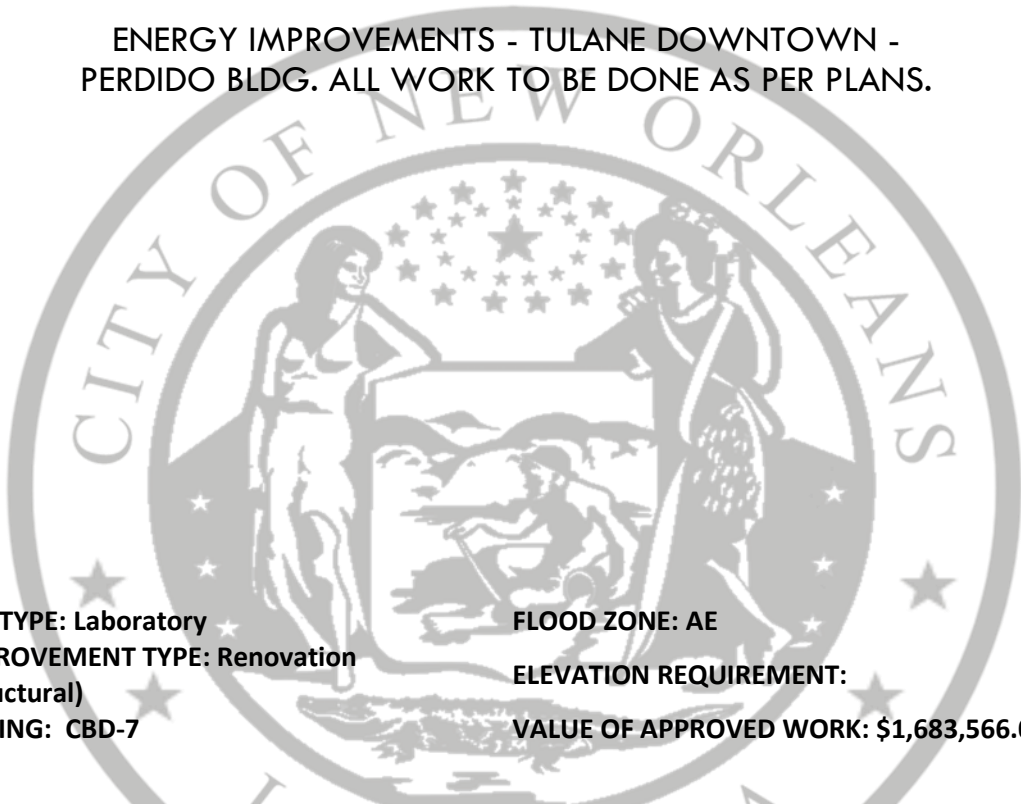 ENERGY IMPROVEMENTS - TULANE DOWNTOWN -
PERDIDO BLDG. ALL WORK TO BE DONE AS PER PLANS.
CITY OF NEW ORLEANS
TYPE: Laboratory
ROVEMENT TYPE: Renovation
uctural)
ING: CBD-7
FLOOD ZONE: AE
ELEVATION REQUIREMENT:
VALUE OF APPROVED WORK: $1,683,566.